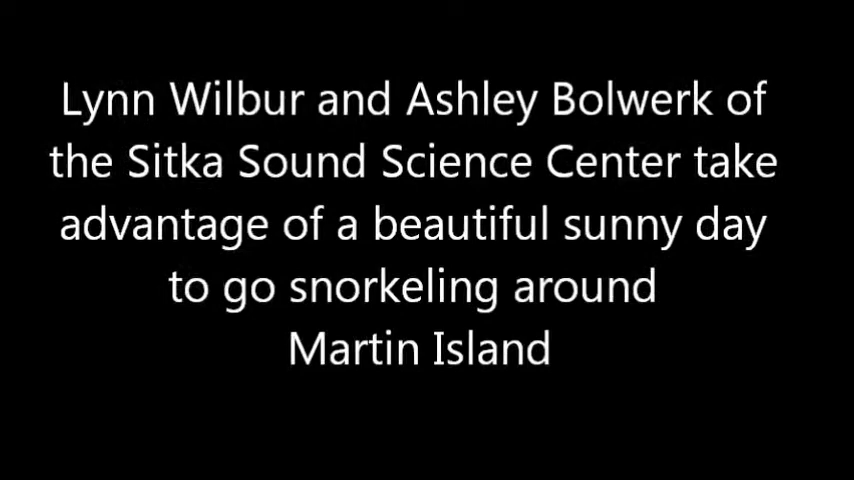 Lynn Wilbur and Ashley Bolwerk of
the Sitka Sound Science Center take
advantage of a beautiful sunny day
to go snorkeling around
Martin Island